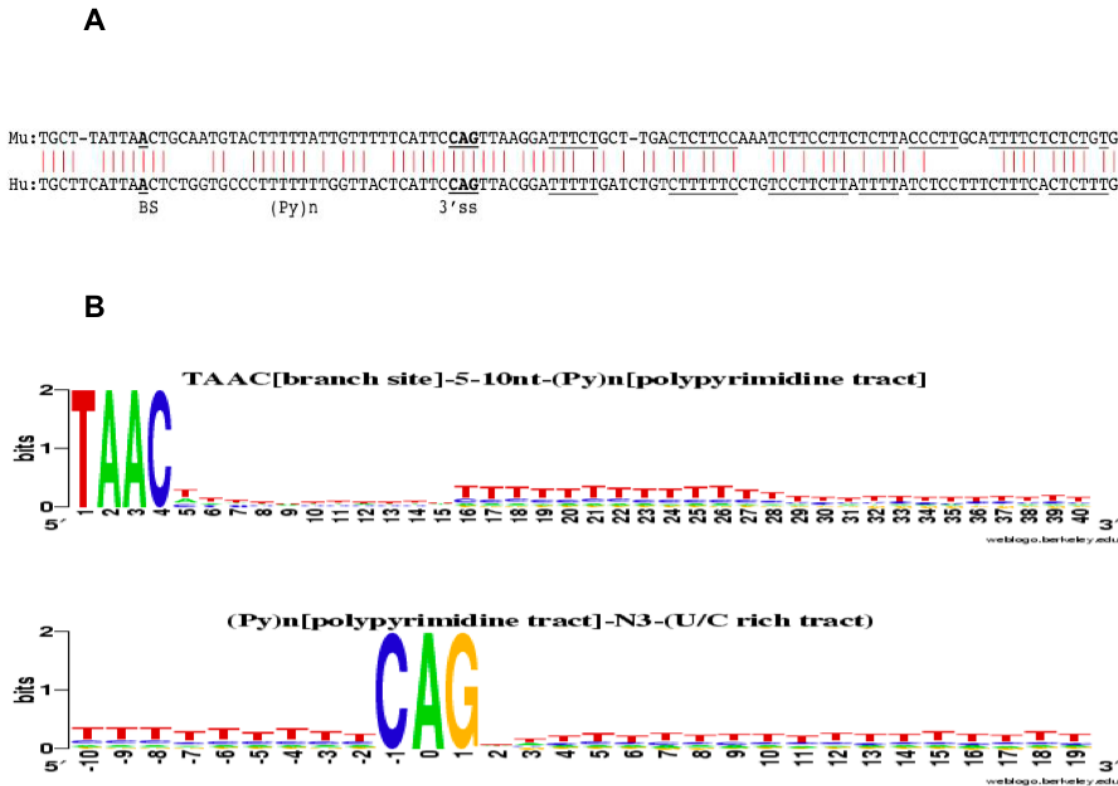 A
Mu:TGCT-TATTAACTGCAATGTACTTTTTATTGTTTTTCATTCCCAGTTAAGGATTTCTGCT-TGACTCTTCCAAATCTTCCTTCTCTTACCCTTGCATTTTCTCTCTGTG
Hu:TGCTTCATTAACTCTGGTGCCCTTTTTTTGGTTACTCATTCCCAGTTACGGATTTTTGATCTGTCTTTTTCCTGTCCTTCTTATTTTATCTCCTTTCTTTCACTCTTTG
BS (Py)n 3'ss
B
TAAC[branch site]-5-10nt-(Py)n[polypyrimidine tract]
2
bits
1
0
TAAC
5′ 1 2 3 4 5 6 7 8 9 10 11 12 13 14 15 16 17 18 19 20 21 22 23 24 25 26 27 28 29 30 31 32 33 34 35 36 37 38 39 40 3′
weblogo.berkeley.edu
(Py)n[polypyrimidine tract]-N3-(U/C rich tract)
2
bits
1
0
CAG
5′ -10 -9 -8 -7 -6 -5 -4 -3 -2 -1 0 1 2 3 4 5 6 7 8 9 10 11 12 13 14 15 16 17 18 19 3′
weblogo.berkeley.edu